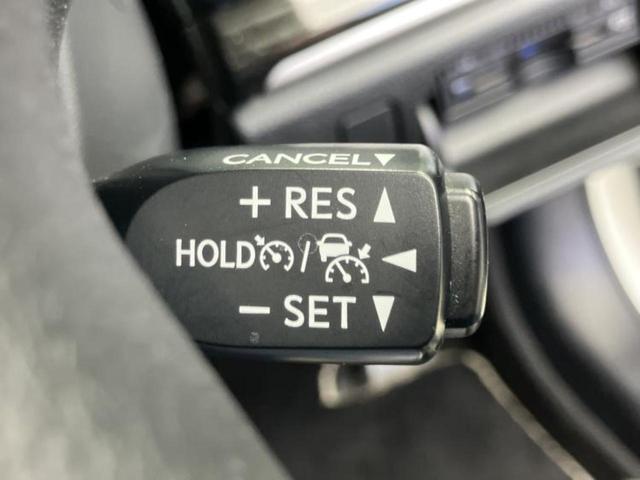 CANCEL▼
+ RES ▲
HOLD / ◀
- SET ▼